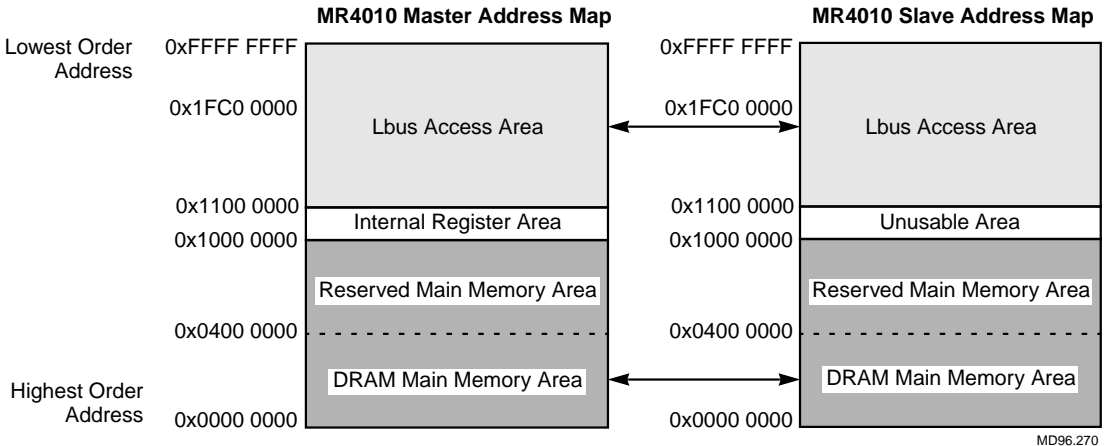 MR4010 Master Address Map
MR4010 Slave Address Map
Lowest Order
Address
0xFFFF FFFF
0xFFFF FFFF
0x1FC0 0000
0x1FC0 0000
Lbus Access Area
Lbus Access Area
0x1100 0000
0x1100 0000
Internal Register Area
Unusable Area
0x1000 0000
0x1000 0000
Reserved Main Memory Area
Reserved Main Memory Area
0x0400 0000
0x0400 0000
DRAM Main Memory Area
DRAM Main Memory Area
Highest Order
Address
0x0000 0000
0x0000 0000
MD96.270